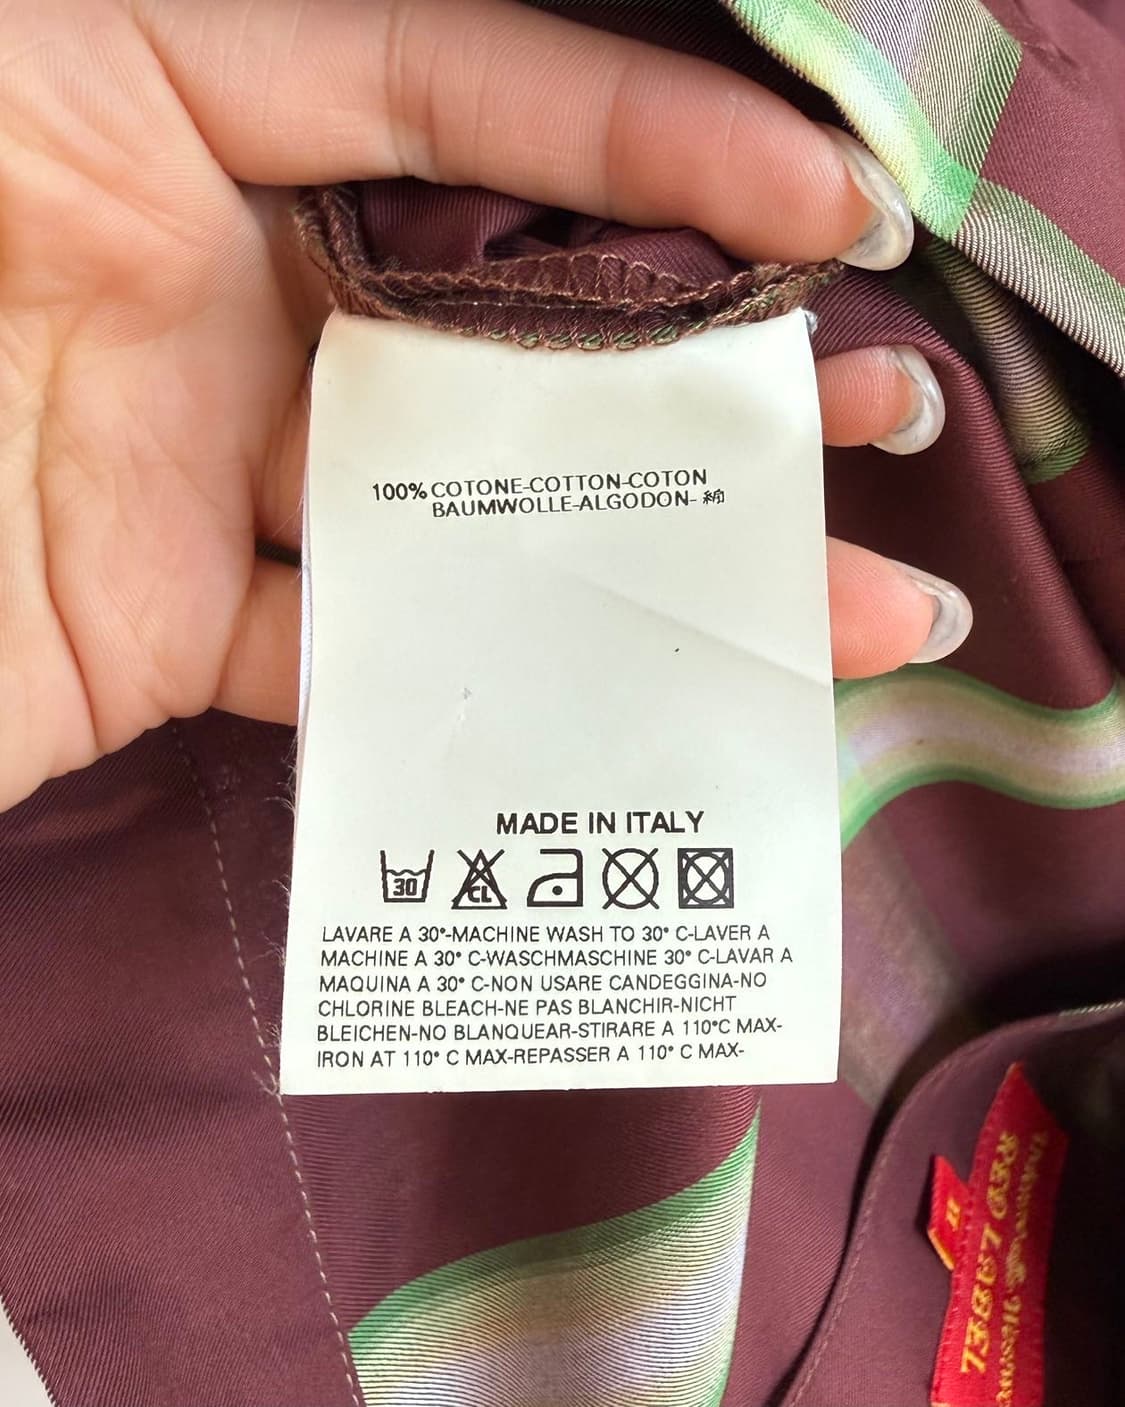 100% COTONE-COTTON-COTON
BAUMWOLLE-ALGODON- 綿
MADE IN ITALY
30
CL
LAVARE A 30°-MACHINE WASH TO 30° C-LAVER A
MACHINE A 30° C-WASCHMASCHINE 30° C-LAVAR A
MAQUINA A 30° C-NON USARE CANDEGGINA-NO
CHLORINE BLEACH-NE PAS BLANCHIR-NICHT
BLEICHEN-NO BLANQUEAR-STIRARE A 110°C MAX-
IRON AT 110° C MAX-REPASSER A 110° C MAX-
II